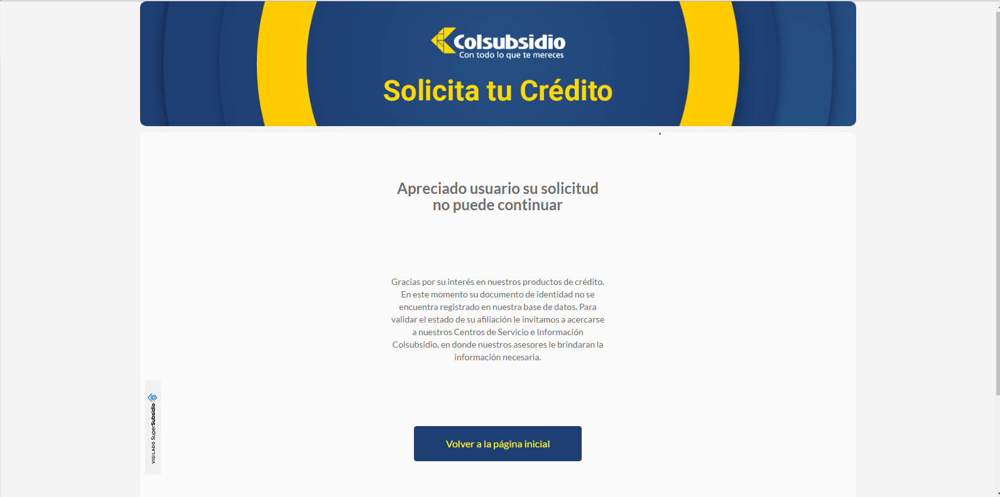 Colsubsidio
Con todo lo que te mereces
Solicita tu Crédito
Apreciado usuario su solicitud
no puede continuar
Gracias por su interés en nuestros productos de crédito.
En este momento su documento de identidad no se
encuentra registrado en nuestra base de datos. Para
validar el estado de su afiliación le invitamos a acercarse
a nuestros Centros de Servicio e Información
Colsubsidio, en donde nuestros asesores le brindaran la
información necesaria.
VIGILADO SuperSubsidio
Volver a la página inicial